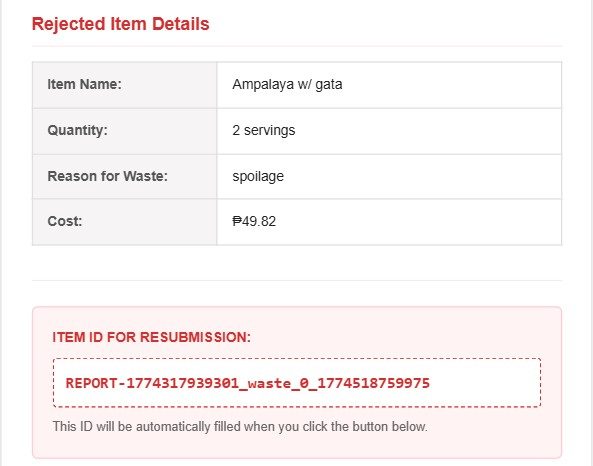 Rejected Item Details
Item Name: Ampalaya w/ gata
Quantity: 2 servings
Reason for Waste: spoilage
Cost: ₱49.82
ITEM ID FOR RESUBMISSION:
REPORT-1774317939301_waste_0_1774518759975
This ID will be automatically filled when you click the button below.